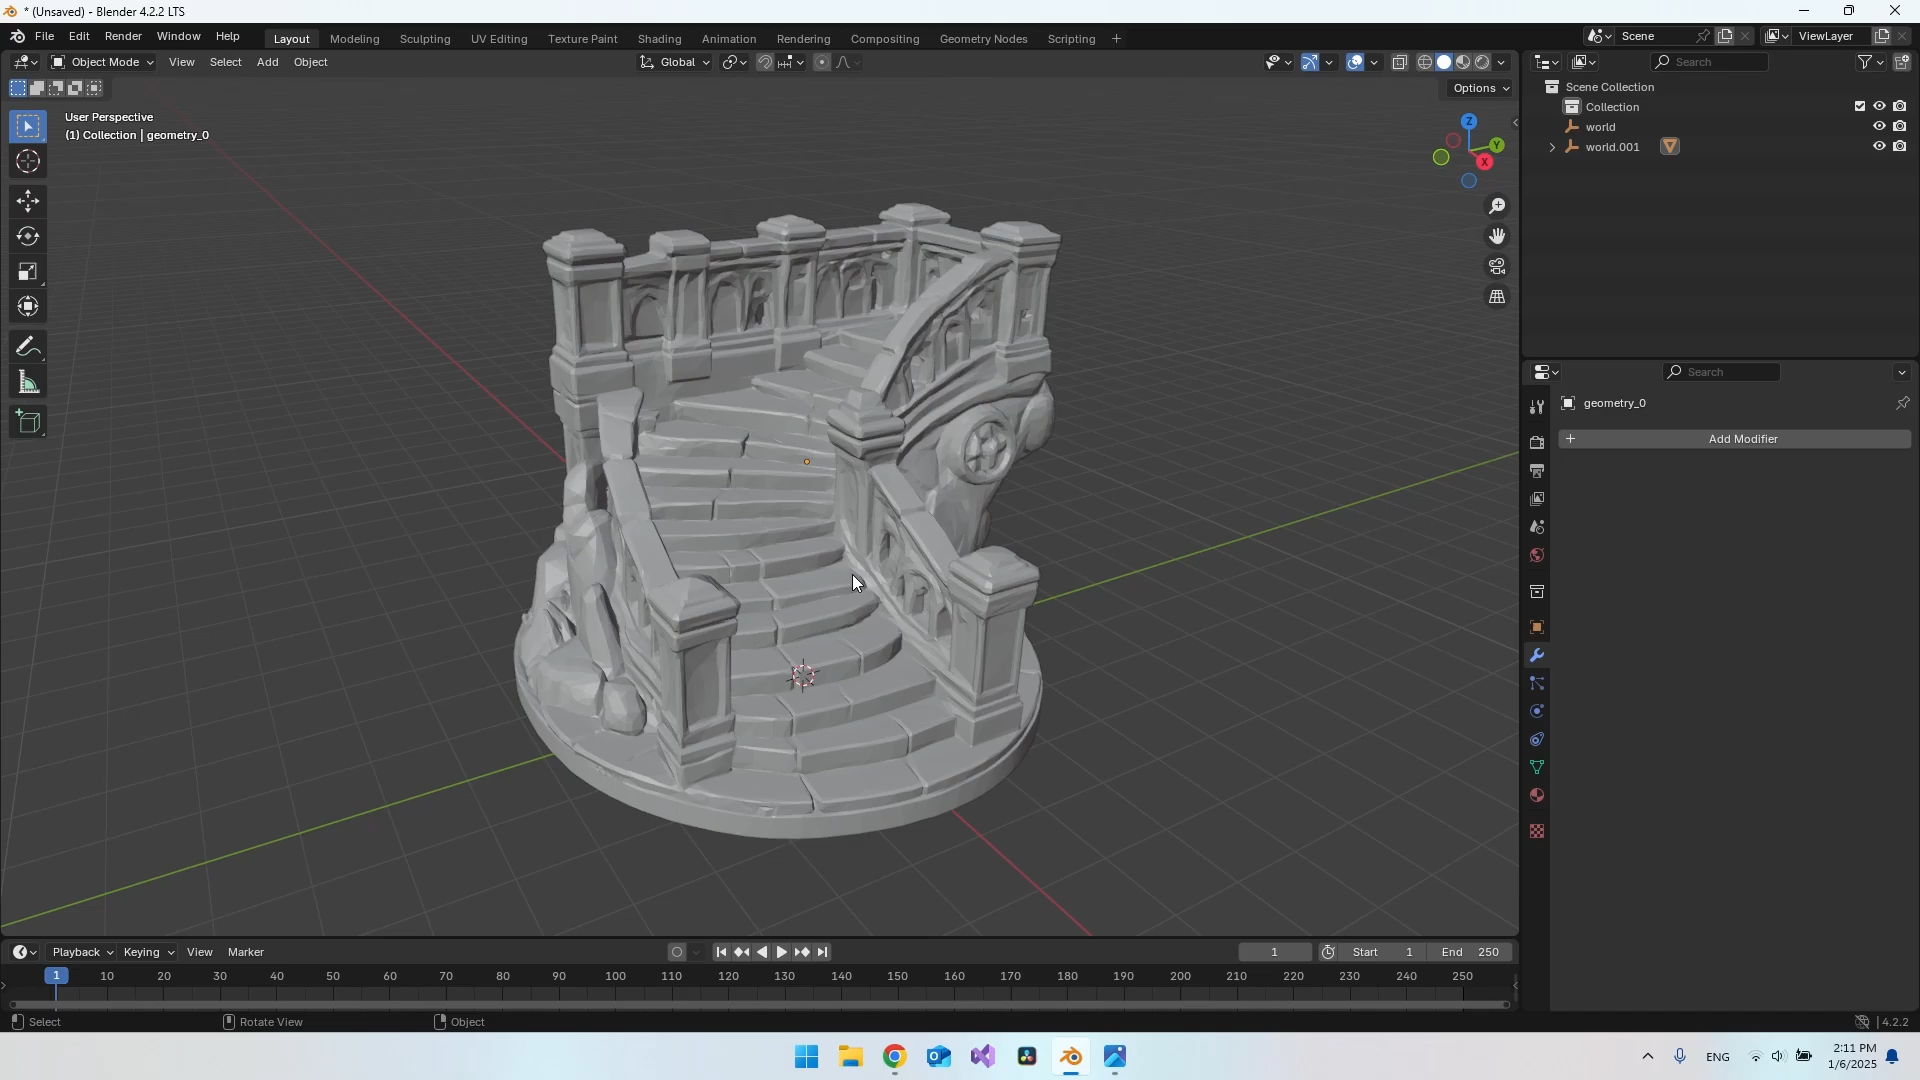 * (Unsaved) - Blender 4.2.2 LTS
File Edit Render Window Help Layout Modeling Sculpting UV Editing Texture Paint Shading Animation Rendering Compositing Geometry Nodes Scripting + Scene ViewLayer
Object Mode View Select Add Object Global Search
Options
User Perspective
(1) Collection | geometry_0
Z
Y
X
Scene Collection
Collection
world
world.001
Search
geometry_0
+ Add Modifier
Playback Keying View Marker 1 Start 1 End 250
1 10 20 30 40 50 60 70 80 90 100 110 120 130 140 150 160 170 180 190 200 210 220 230 240 250
Select Rotate View Object 4.2.2
ENG
2:11 PM
1/6/2025